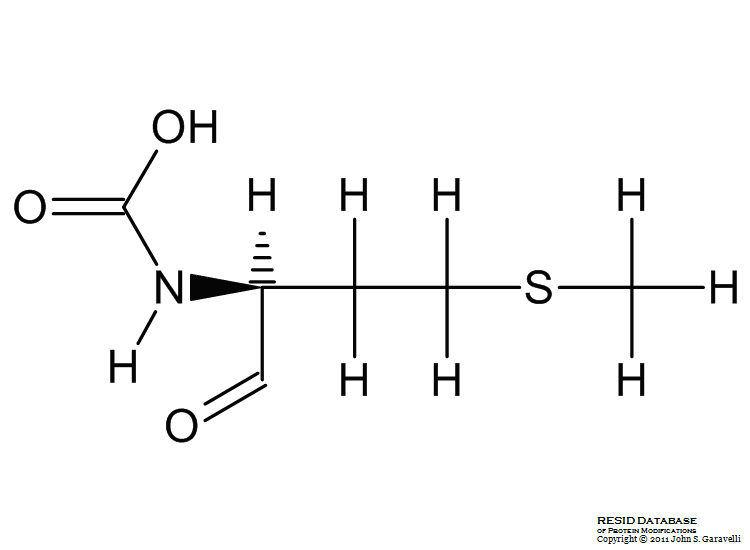 OH
O
H H H H
N S H
H H H H
O
RESID DATABASE
OF PROTEIN MODIFICATIONS
Copyright © 2011 John S. Garavelli